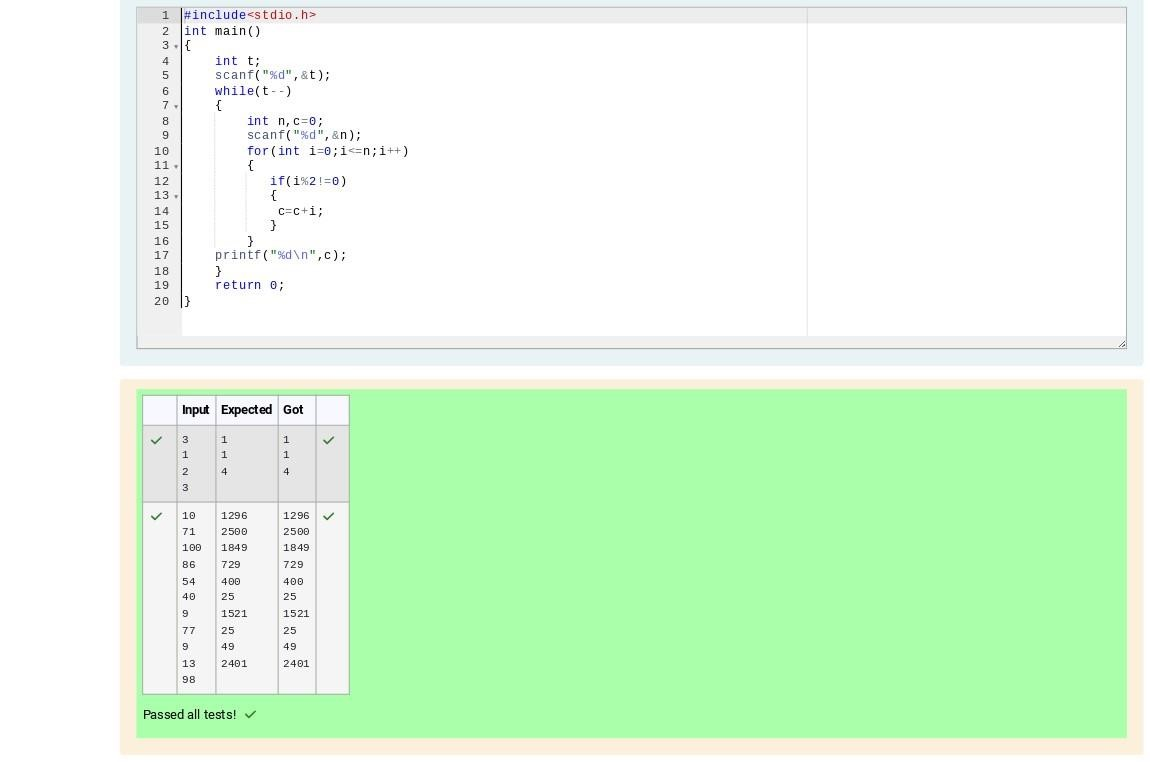 1 #include<stdio.h>
2 int main()
3 {
4     int t;
5     scanf("%d",&t);
6     while(t--)
7     {
8         int n,c=0;
9         scanf("%d",&n);
10         for(int i=0;i<=n;i++)
11         {
12            if(i%2!=0)
13            {
14             c=c+i;
15            }
16         }
17     printf("%d\n",c);
18     }
19     return 0;
20 }
Input Expected Got
3 1 1
1 1 1
2 4 4
3
10 1296 1296
71 2500 2500
100 1849 1849
86 729 729
54 400 400
40 25 25
9 1521 1521
77 25 25
9 49 49
13 2401 2401
98
Passed all tests!